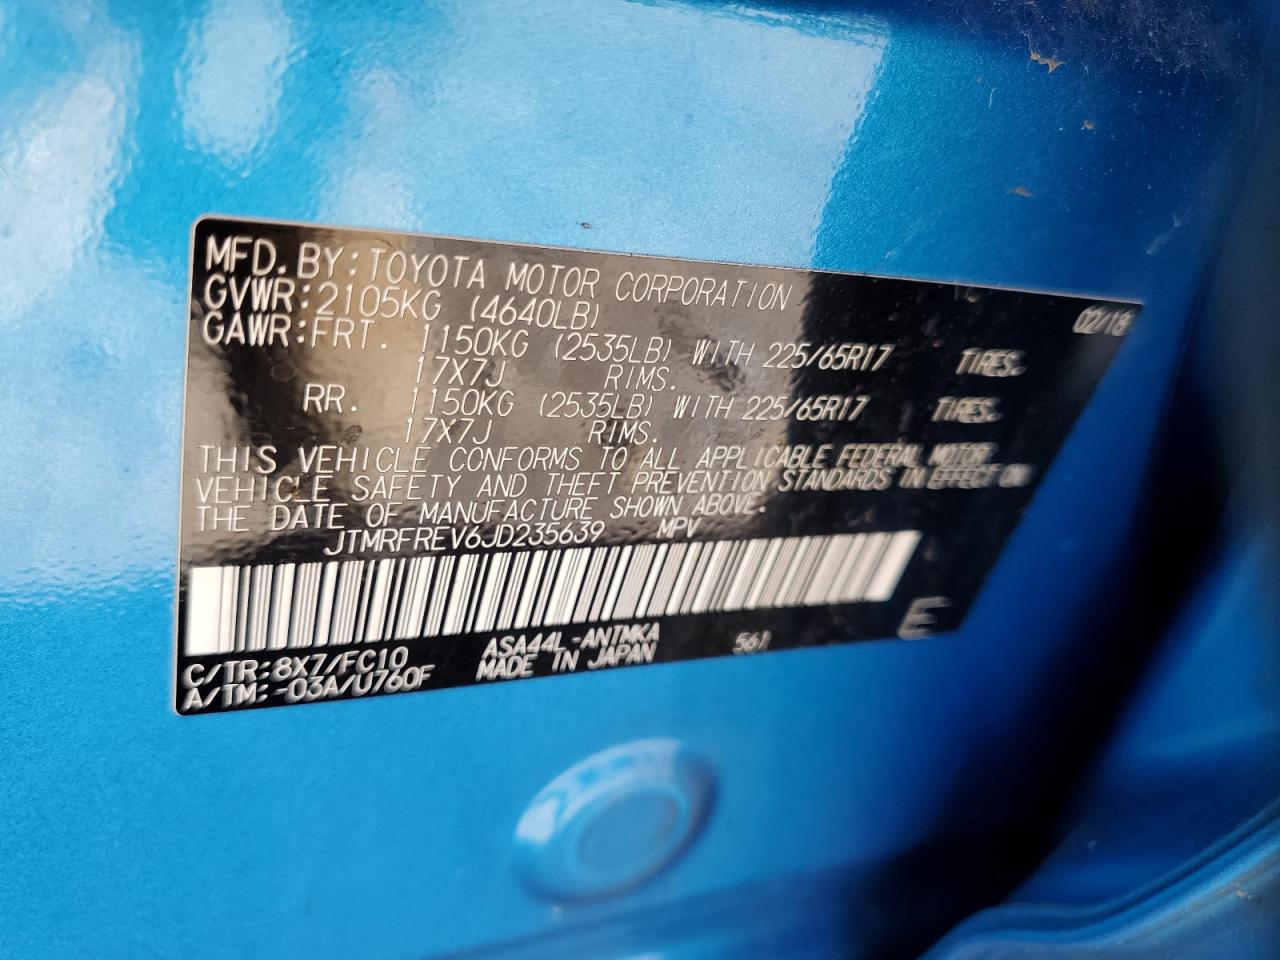 MFD. BY: TOYOTA MOTOR CORPORATION 02/18
GVWR: 2105KG (4640LB)
GAWR: FRT. 1150KG (2535LB) WITH 225/65R17 TIRES.
17X7J RIMS.
RR. 1150KG (2535LB) WITH 225/65R17 TIRES.
17X7J RIMS.
THIS VEHICLE CONFORMS TO ALL APPLICABLE FEDERAL MOTOR
VEHICLE SAFETY AND THEFT PREVENTION STANDARDS IN EFFECT ON
THE DATE OF MANUFACTURE SHOWN ABOVE.
JTMRFREV6JD235639 MPV
C/TR: 8X7/FC10 ASA44L-ANTMKA 561 E
A/TM: -03A/U760F MADE IN JAPAN